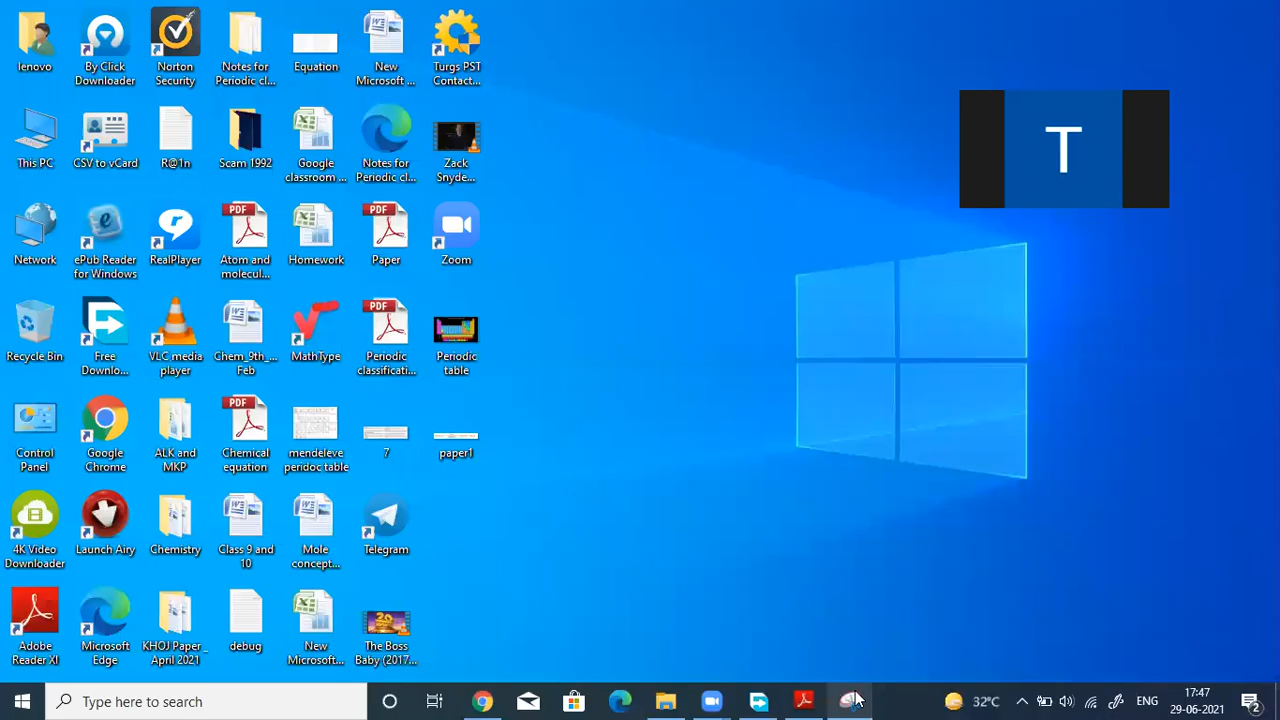 lenovo
By Click
Downloader
Norton
Security
Notes for
Periodic cl...
Equation
New
Microsoft ...
Turgs PST
Contact...
This PC
CSV to vCard
R@1n
Scam 1992
Google
classroom ...
Notes for
Periodic cl...
Zack
Snyde...
T
Network
ePub Reader
for Windows
RealPlayer
PDF
Atom and
molecul...
Homework
PDF
Paper
Zoom
Recycle Bin
Free
Downlo...
VLC media
player
Chem_9th_...
Feb
MathType
PDF
Periodic
classificati...
Periodic
table
Control
Panel
Google
Chrome
ALK and
MKP
PDF
Chemical
equation
mendeleve
peridoc table
7
paper1
4K Video
Downloader
Launch Airy
Chemistry
Class 9 and
10
Mole
concept...
Telegram
Adobe
Reader XI
Microsoft
Edge
KHOJ Paper_
April 2021
debug
New
Microsoft...
The Boss
Baby (2017...
Type here to search
32°C
ENG
17:47
29-06-2021
2